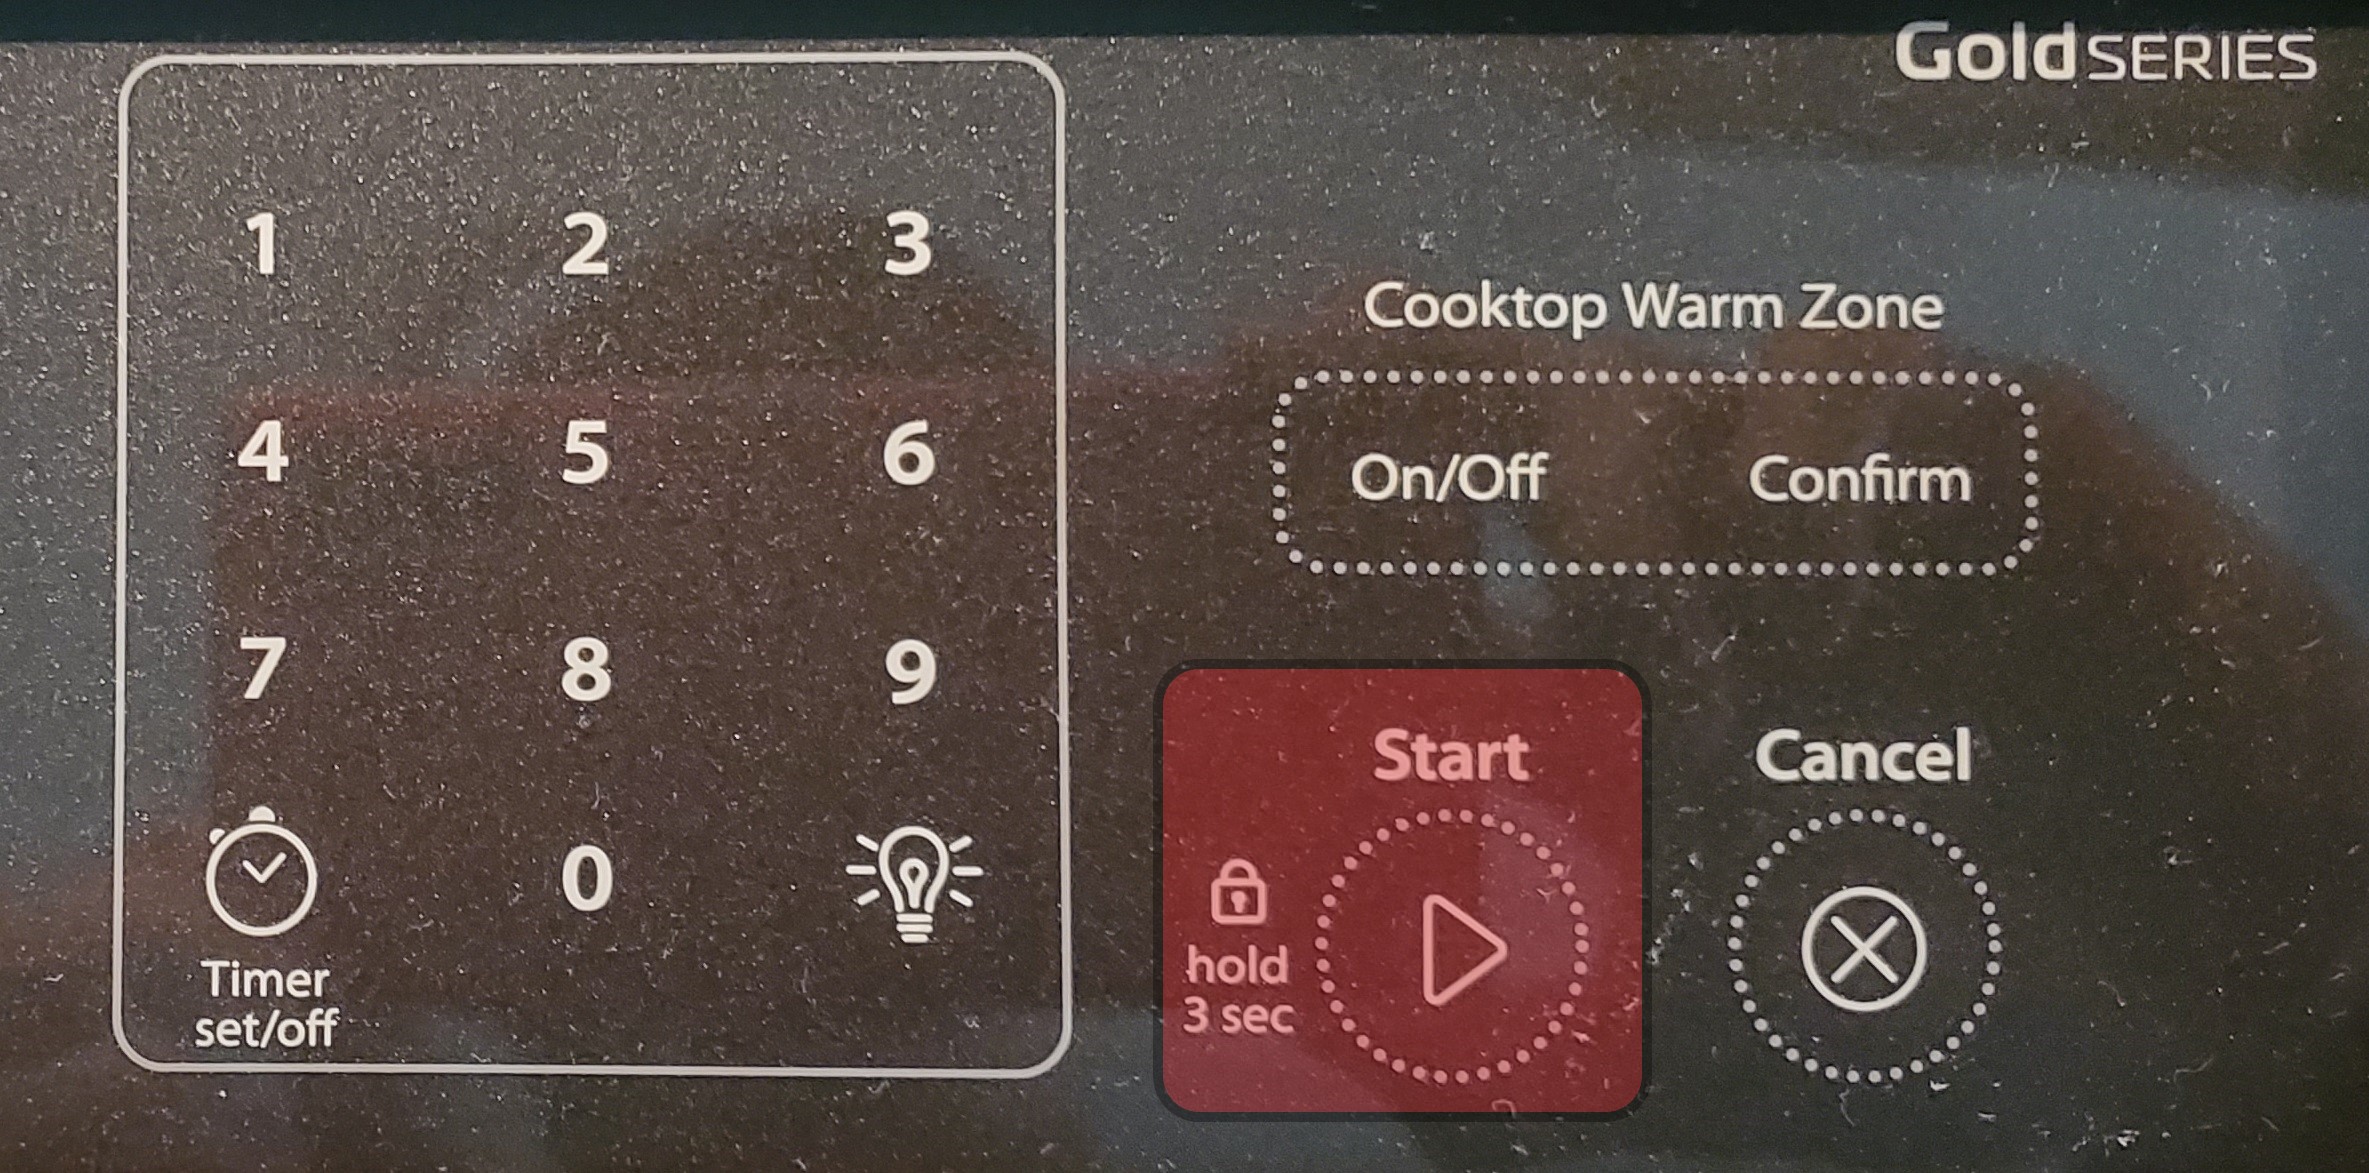 Gold SERIES
1 2 3
4 5 6
7 8 9
0
Timer
set/off
Cooktop Warm Zone
On/Off Confirm
Start
hold
3 sec
Cancel